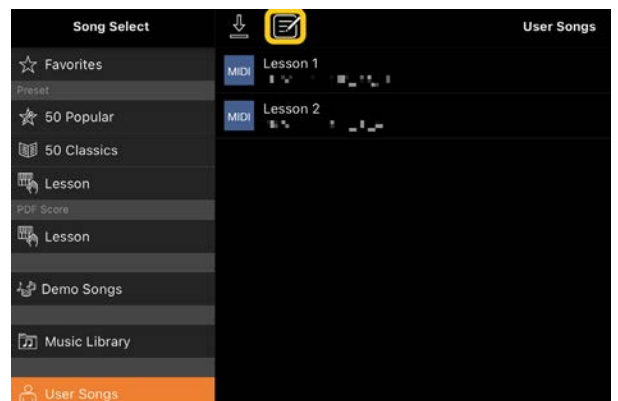 Song Select
User Songs
Favorites
Preset
50 Popular
50 Classics
Lesson
PDF Score
Lesson
Demo Songs
Music Library
User Songs
MIDI
Lesson 1
MIDI
Lesson 2